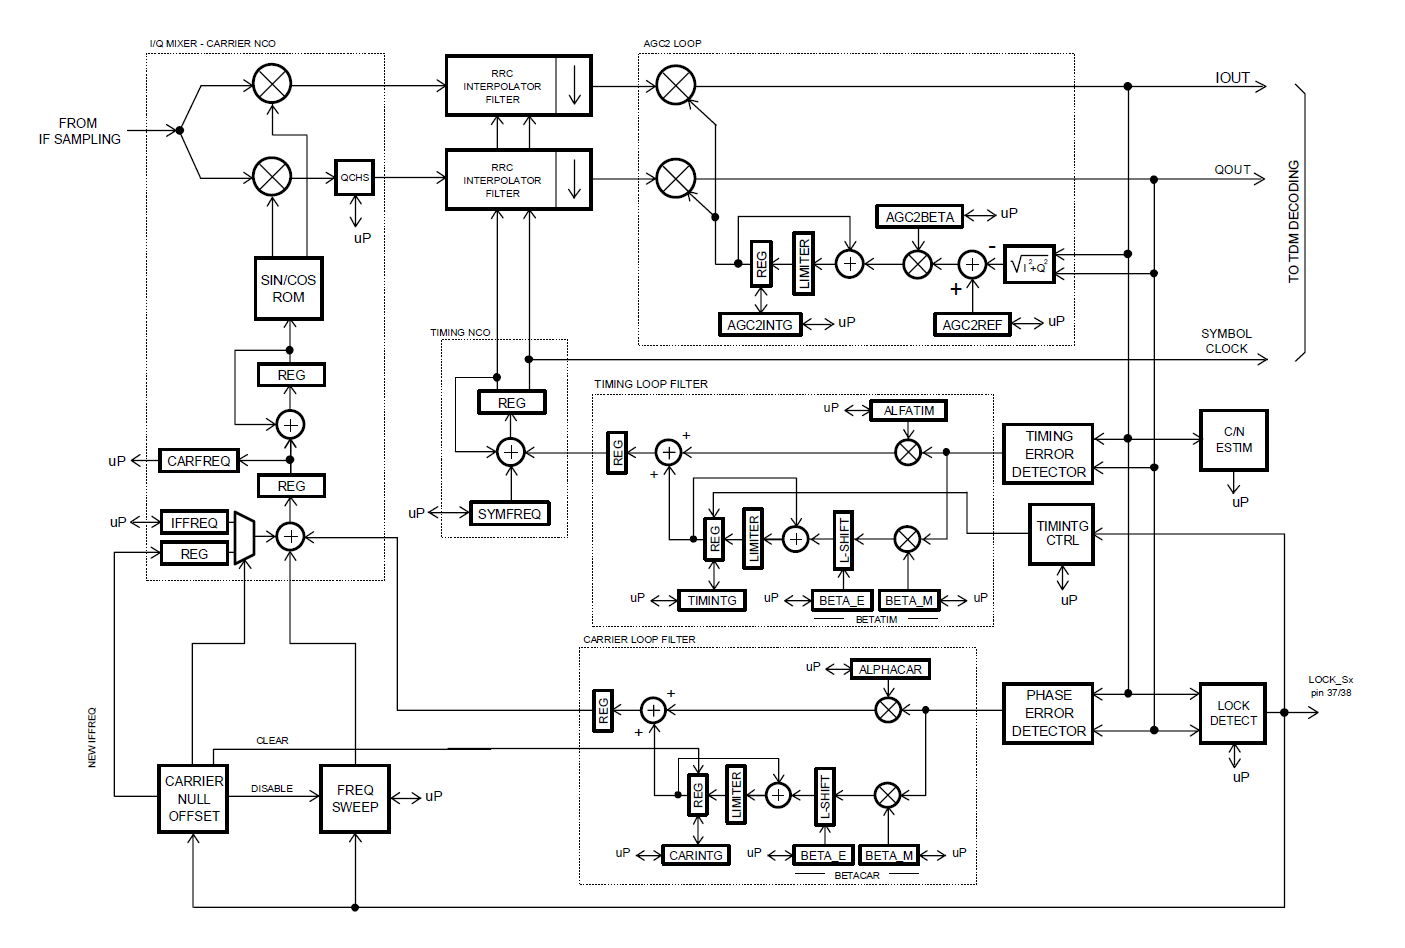 I/Q MIXER - CARRIER NCO
AGC2 LOOP
RRC
INTERPOLATOR
FILTER
IOUT
FROM
IF SAMPLING
QCHS
RRC
INTERPOLATOR
FILTER
QOUT
TO TDM DECODING
uP
AGC2BETA
uP
SIN/COS
ROM
REG
LIMITER
+
+
-
+
√I²+Q²
AGC2INTG
uP
AGC2REF
uP
TIMING NCO
SYMBOL
CLOCK
REG
TIMING LOOP FILTER
REG
uP
ALFATIM
+
REG
+
+
+
+
TIMING
ERROR
DETECTOR
C/N
ESTIM
uP
uP
CARFREQ
REG
uP
SYMFREQ
uP
IFFREQ
REG
+
REG
LIMITER
+
L-SHIFT
TIMINTG
CTRL
uP
uP
TIMINTG
uP
BETA_E
BETA_M
uP
BETATIM
CARRIER LOOP FILTER
uP
ALPHACAR
REG
+
+
+
PHASE
ERROR
DETECTOR
LOCK
DETECT
LOCK_Sx
pin 37/38
uP
NEW IFFREQ
CLEAR
CARRIER
NULL
OFFSET
DISABLE
FREQ
SWEEP
uP
REG
LIMITER
+
L-SHIFT
uP
CARINTG
uP
BETA_E
BETA_M
uP
BETACAR